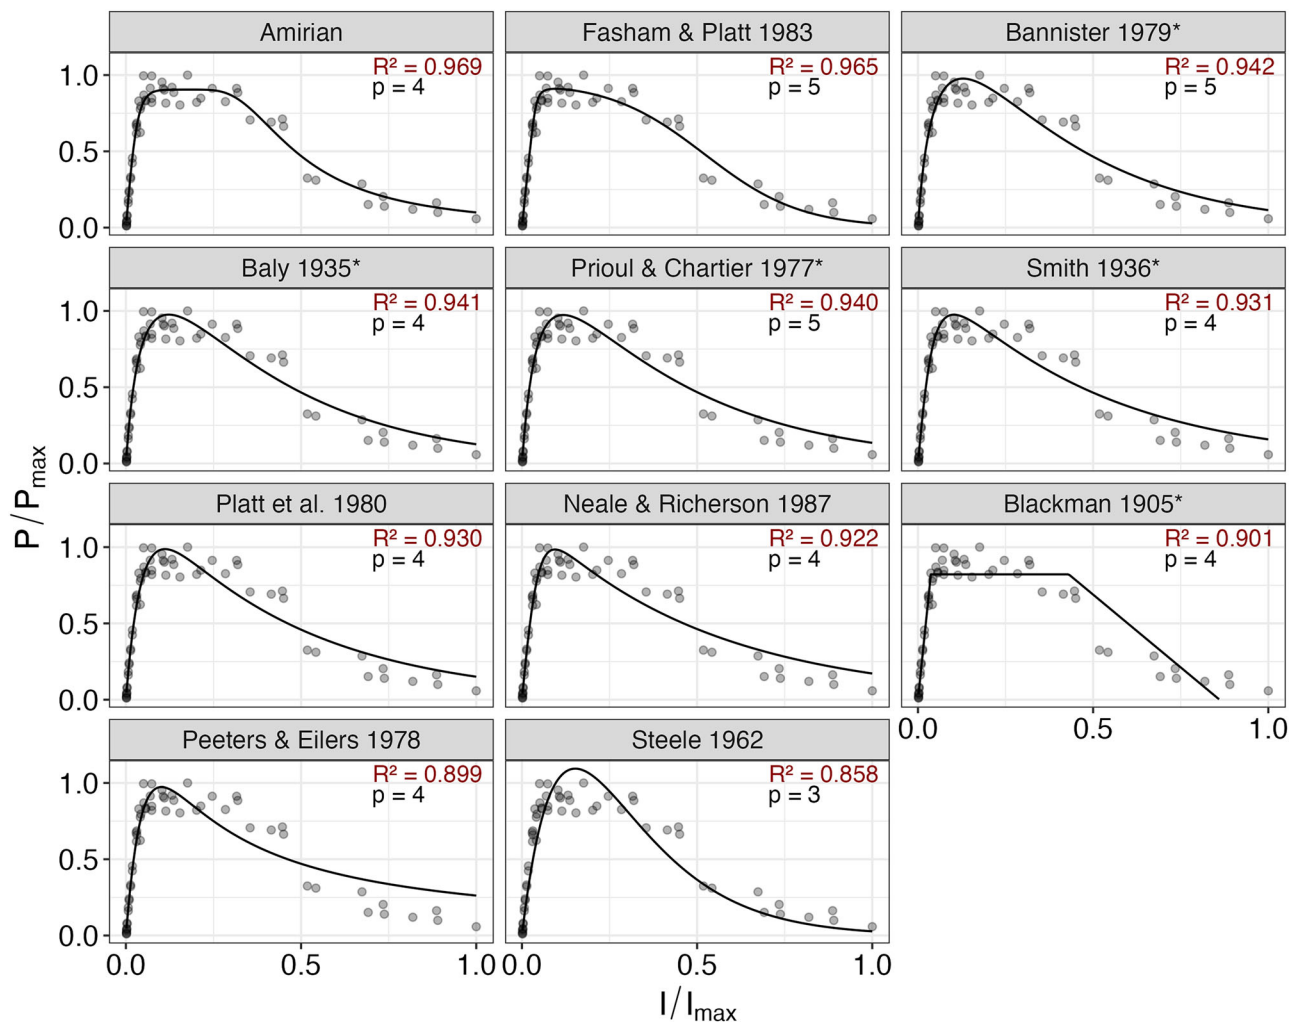 Amirian
R² = 0.969
p = 4
Fasham & Platt 1983
R² = 0.965
p = 5
Bannister 1979*
R² = 0.942
p = 5
1.0
0.5
0.0
Baly 1935*
R² = 0.941
p = 4
Prioul & Chartier 1977*
R² = 0.940
p = 5
Smith 1936*
R² = 0.931
p = 4
1.0
0.5
0.0
Platt et al. 1980
R² = 0.930
p = 4
Neale & Richerson 1987
R² = 0.922
p = 4
Blackman 1905*
R² = 0.901
p = 4
1.0
0.5
0.0
0.0 0.5 1.0
Peeters & Eilers 1978
R² = 0.899
p = 4
Steele 1962
R² = 0.858
p = 3
1.0
0.5
0.0
0.0 0.5 1.0
0.0 0.5 1.0
P/Pmax
I/Imax